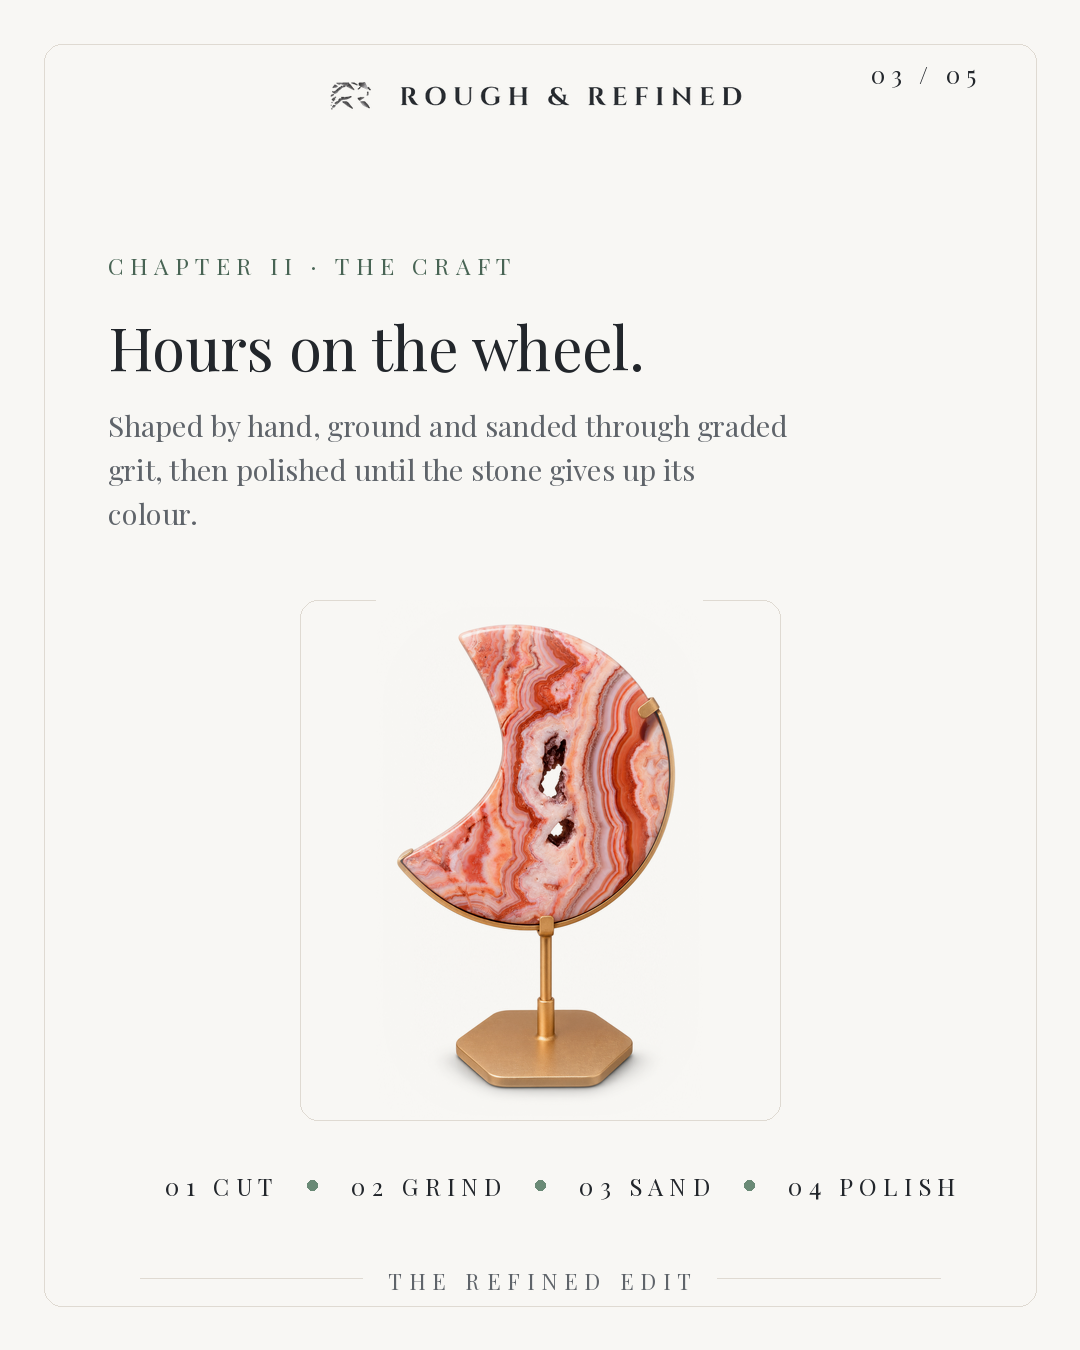 ROUGH & REFINED
03 / 05
CHAPTER II · THE CRAFT
Hours on the wheel.
Shaped by hand, ground and sanded through graded
grit, then polished until the stone gives up its
colour.
01 CUT • 02 GRIND • 03 SAND • 04 POLISH
THE REFINED EDIT